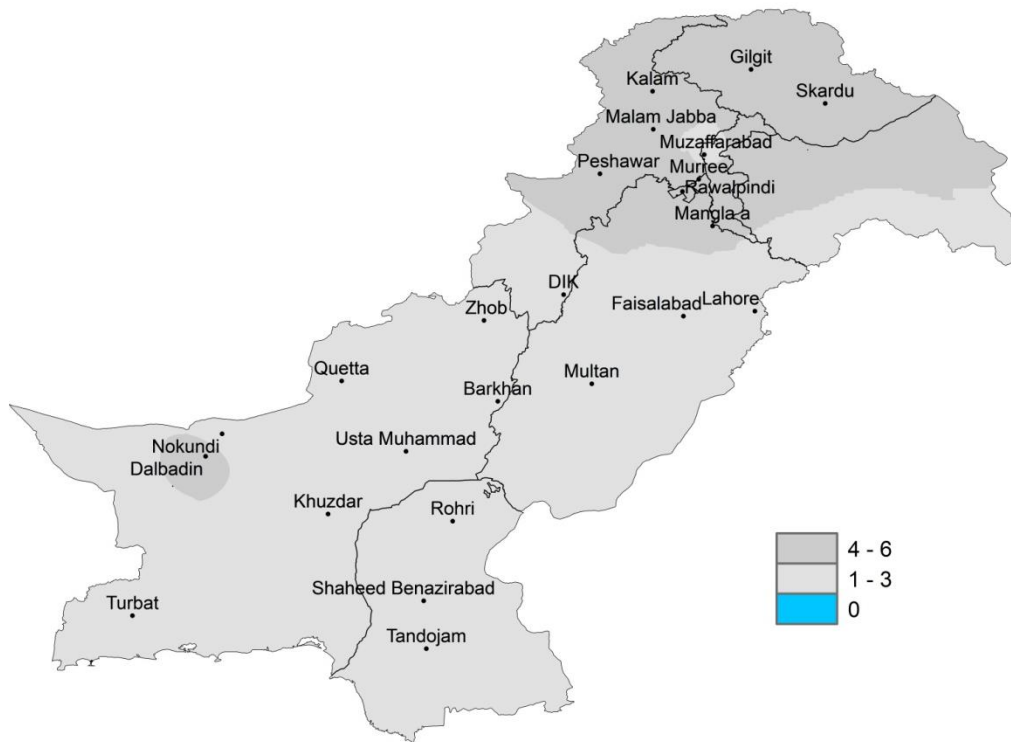 Gilgit
Kalam
Skardu
Malam Jabba
Muzaffarabad
Peshawar
Murree
Rawalpindi
Mangla a
DIK
Zhob
Faisalabad
Lahore
Quetta
Multan
Barkhan
Nokundi
Usta Muhammad
Dalbadin
Khuzdar
Rohri
4 - 6
1 - 3
0
Shaheed Benazirabad
Turbat
Tandojam